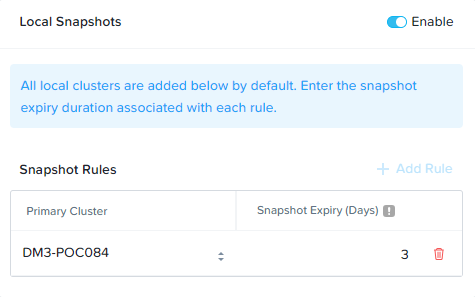 Local Snapshots
Enable
All local clusters are added below by default. Enter the snapshot
expiry duration associated with each rule.
Snapshot Rules
+ Add Rule
Primary Cluster
Snapshot Expiry (Days) !
DM3-POC084
3